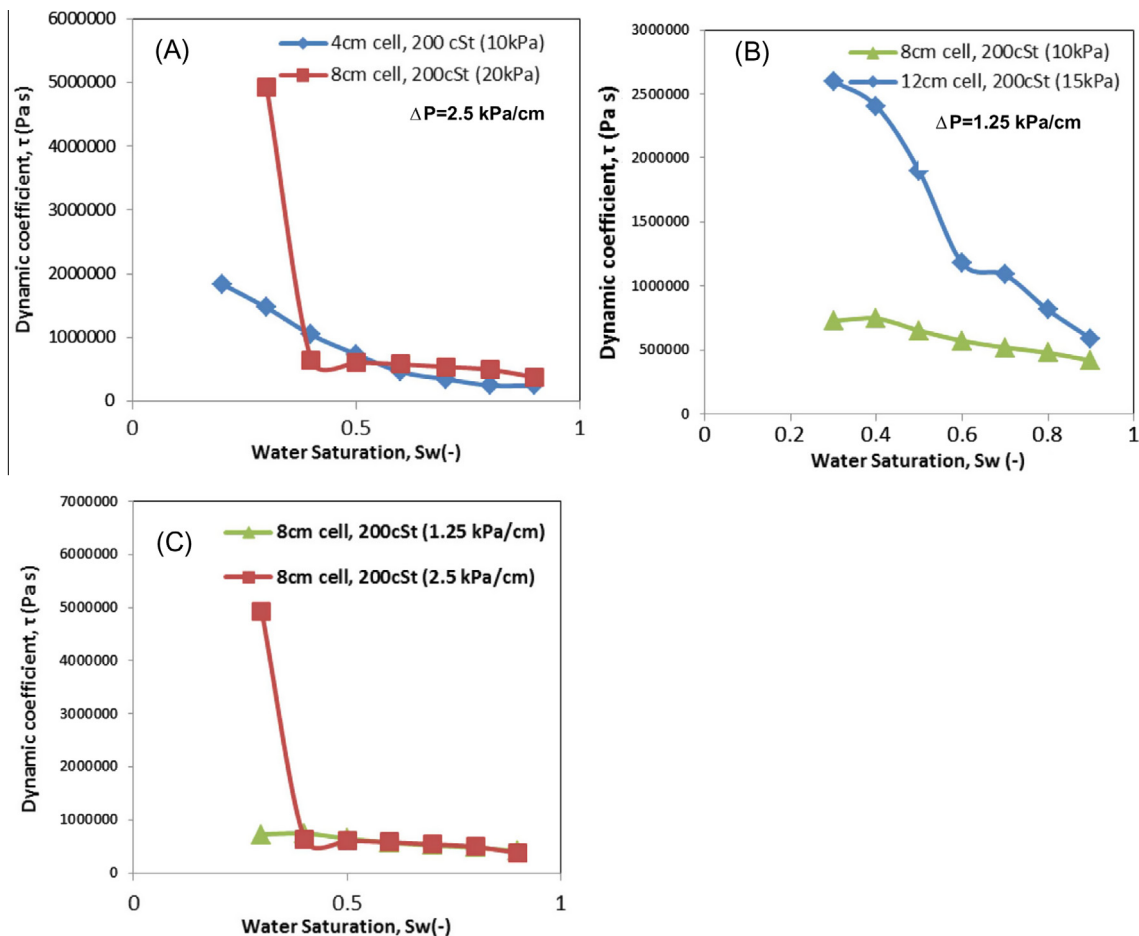 (A)
4cm cell, 200 cSt (10kPa)
8cm cell, 200cSt (20kPa)
ΔP=2.5 kPa/cm
Dynamic coefficient, τ (Pa s)
6000000
5000000
4000000
3000000
2000000
1000000
0
0 0.5 1
Water Saturation, Sw(-)
(B)
8cm cell, 200cSt (10kPa)
12cm cell, 200cSt (15kPa)
ΔP=1.25 kPa/cm
Dynamic coefficient, τ (Pa s)
3000000
2500000
2000000
1500000
1000000
500000
0
0 0.2 0.4 0.6 0.8 1
Water Saturation, Sw (-)
(C)
8cm cell, 200cSt (1.25 kPa/cm)
8cm cell, 200cSt (2.5 kPa/cm)
Dynamic coefficient, τ (Pa s)
7000000
6000000
5000000
4000000
3000000
2000000
1000000
0
0 0.5 1
Water Saturation, Sw(-)